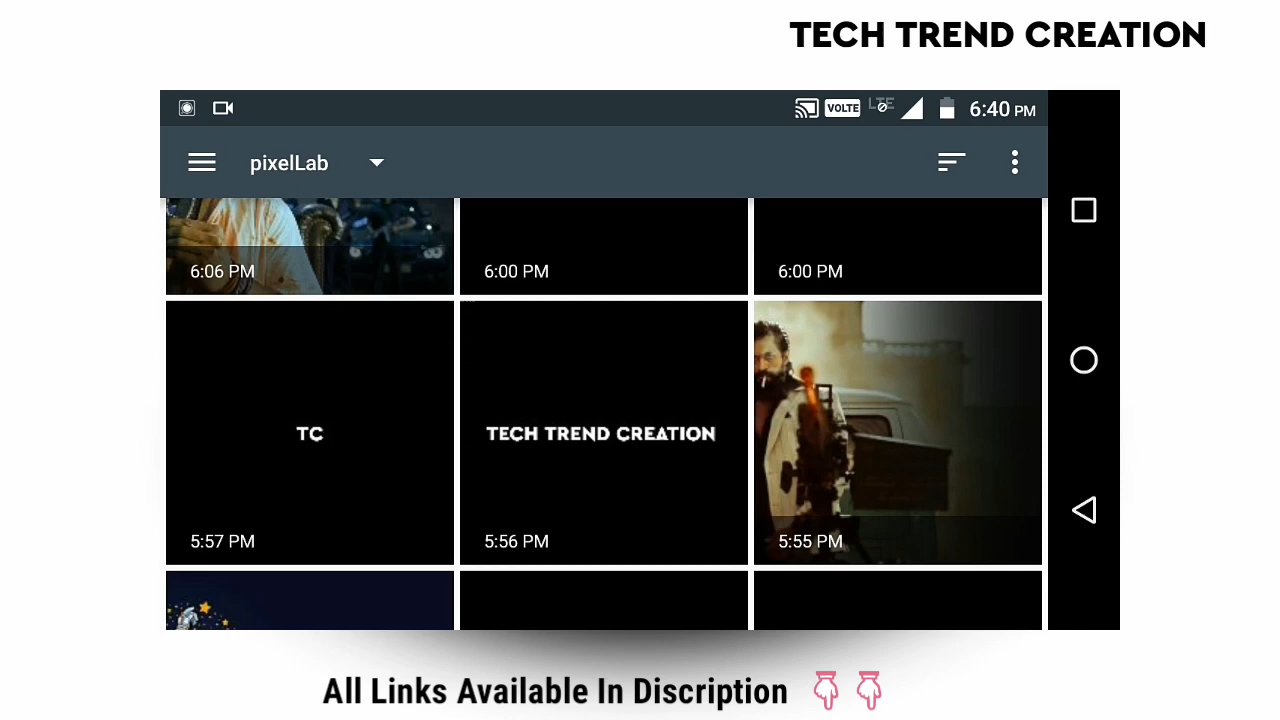 TECH TREND CREATION
VOLTE LTE 6:40 PM
pixelLab
6:06 PM
6:00 PM
6:00 PM
TC
TECH TREND CREATION
5:57 PM
5:56 PM
5:55 PM
All Links Available In Discription